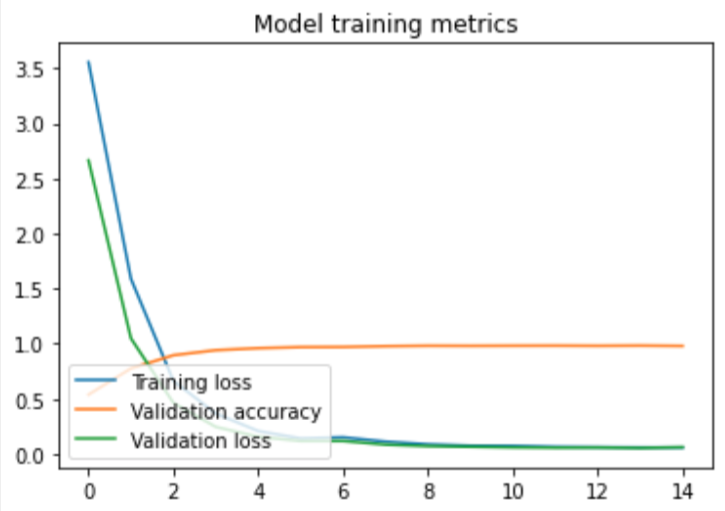 Model training metrics
3.5
3.0
2.5
2.0
1.5
1.0
0.5
0.0
Training loss
Validation accuracy
Validation loss
0 2 4 6 8 10 12 14